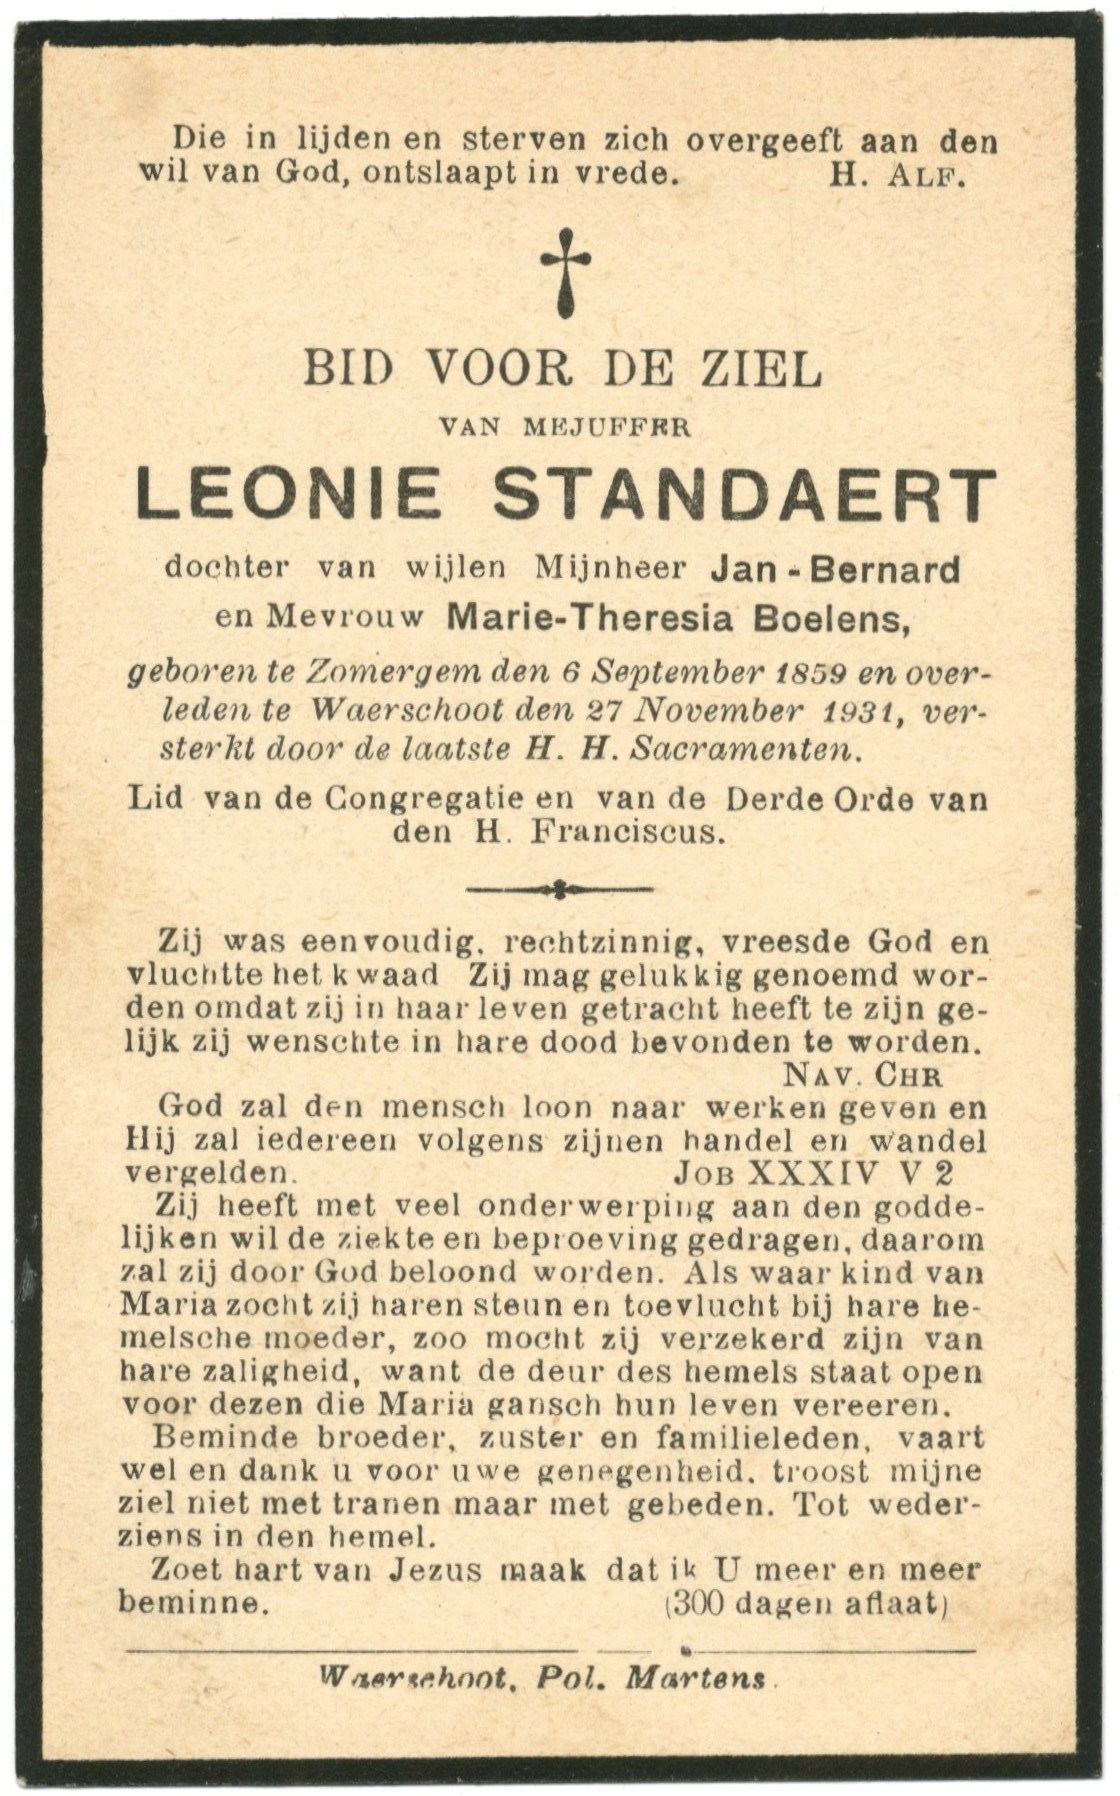 Die in lijden en sterven zich overgeeft aan den
wil van God, ontslaapt in vrede. H. ALF.
BID VOOR DE ZIEL
VAN MEJUFFER
LEONIE STANDAERT
dochter van wijlen Mijnheer Jan-Bernard
en Mevrouw Marie-Theresia Boelens,
geboren te Zomergem den 6 September 1859 en over-
leden te Waerschoot den 27 November 1931, ver-
sterkt door de laatste H. H. Sacramenten.
Lid van de Congregatie en van de Derde Orde van
den H. Franciscus.
Zij was eenvoudig, rechtzinnig, vreesde God en
vluchtte het kwaad Zij mag gelukkig genoemd wor-
den omdat zij in haar leven getracht heeft te zijn ge-
lijk zij wenschte in hare dood bevonden te worden.
NAV. CHR
God zal den mensch loon naar werken geven en
Hij zal iedereen volgens zijnen handel en wandel
vergelden. JOB XXXIV V 2
Zij heeft met veel onderwerping aan den godde-
lijken wil de ziekte en beproeving gedragen, daarom
zal zij door God beloond worden. Als waar kind van
Maria zocht zij haren steun en toevlucht bij hare he-
melsche moeder, zoo mocht zij verzekerd zijn van
hare zaligheid, want de deur des hemels staat open
voor dezen die Maria gansch hun leven vereeren.
Beminde broeder, zuster en familieleden, vaart
wel en dank u voor uwe genegenheid, troost mijne
ziel niet met tranen maar met gebeden. Tot weder-
ziens in den hemel.
Zoet hart van Jezus maak dat ik U meer en meer
beminne. (300 dagen aflaat)
Waerschoot, Pol. Martens.